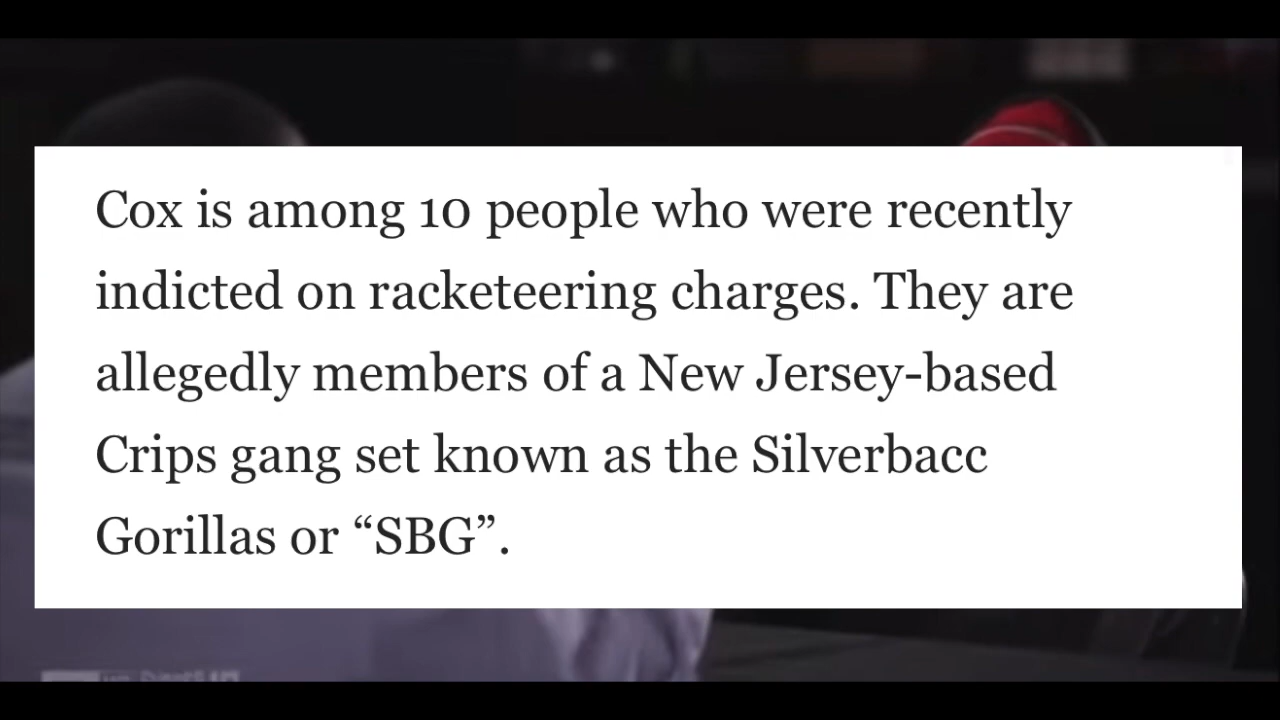 Cox is among 10 people who were recently
indicted on racketeering charges. They are
allegedly members of a New Jersey-based
Crips gang set known as the Silverbacc
Gorillas or “SBG”.